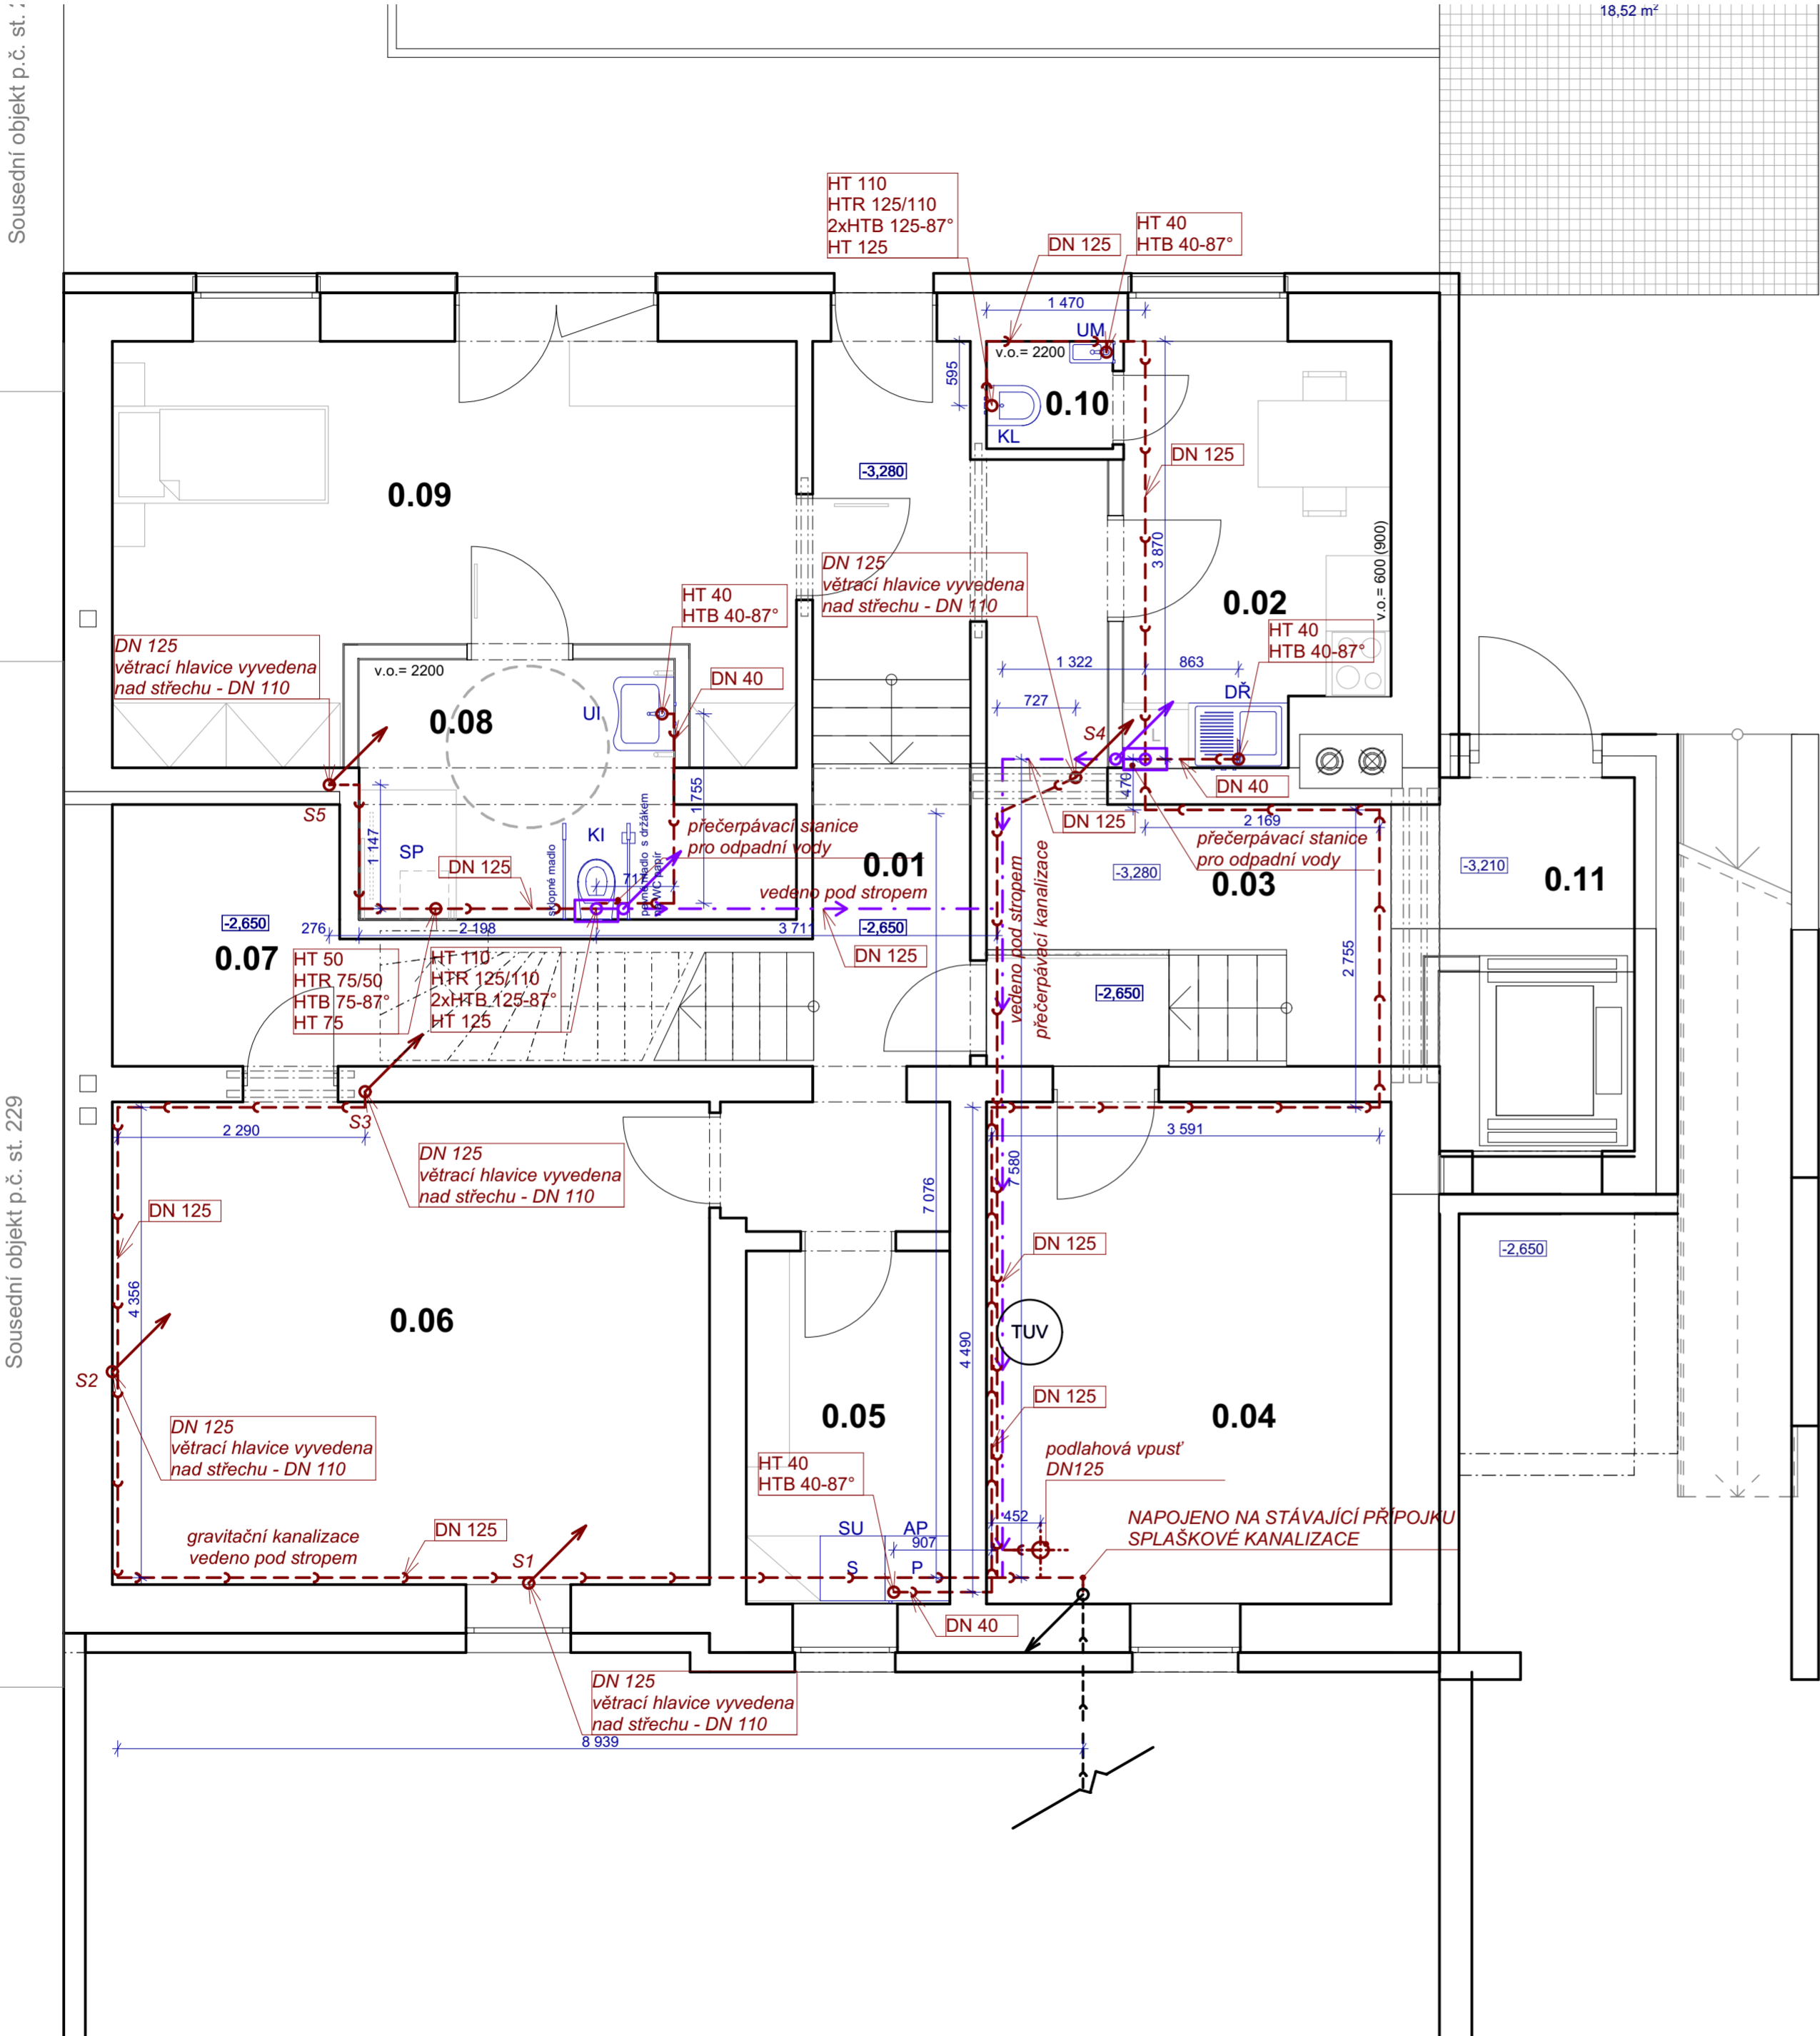 18,52 m²
Sousední objekt p.č. st.
HT 110
HTR 125/110
2xHTB 125-87°
HT 125
DN 125
HT 40
HTB 40-87°
1 470
UM
v.o.= 2200
595
0.10
KL
DN 125
-3,280
0.09
3 870
v.o.= 600 (900)
DN 125
větrací hlavice vyvedena
nad střechu - DN 110
0.02
HT 40
HTB 40-87°
HT 40
HTB 40-87°
DN 125
větrací hlavice vyvedena
nad střechu - DN 110
v.o.= 2200
DN 40
1 322
863
727
DŘ
UI
0.08
S4
L
1 755
470
DN 40
S5
DN 125
2 169
1 147
SP
KI
sklopné madlo
pevné madlo s držákem
na WC papír
přečerpávací stanice
pro odpadní vody
přečerpávací stanice
pro odpadní vody
DN 125
717
0.01
vedeno pod stropem
-3,280
0.03
-3,210
0.11
vedeno pod stropem
přečerpávací kanalizace
-2,650
276
2 198
3 711
-2,650
DN 125
0.07
HT 50
HTR 75/50
HTB 75-87°
HT 75
HT 110
HTR 125/110
2xHTB 125-87°
HT 125
2 755
-2,650
S3
2 290
DN 125
větrací hlavice vyvedena
nad střechu - DN 110
3 591
7 580
7 076
DN 125
DN 125
-2,650
4 356
0.06
TUV
4 490
S2
Sousední objekt p.č. st. 229
DN 125
větrací hlavice vyvedena
nad střechu - DN 110
0.05
DN 125
0.04
podlahová vpusť
DN125
HT 40
HTB 40-87°
452
NAPOJENO NA STÁVAJÍCÍ PŘÍPOJKU
SPLAŠKOVÉ KANALIZACE
gravitační kanalizace
vedeno pod stropem
DN 125
S1
SU
AP
907
S
P
DN 40
DN 125
větrací hlavice vyvedena
nad střechu - DN 110
8 939